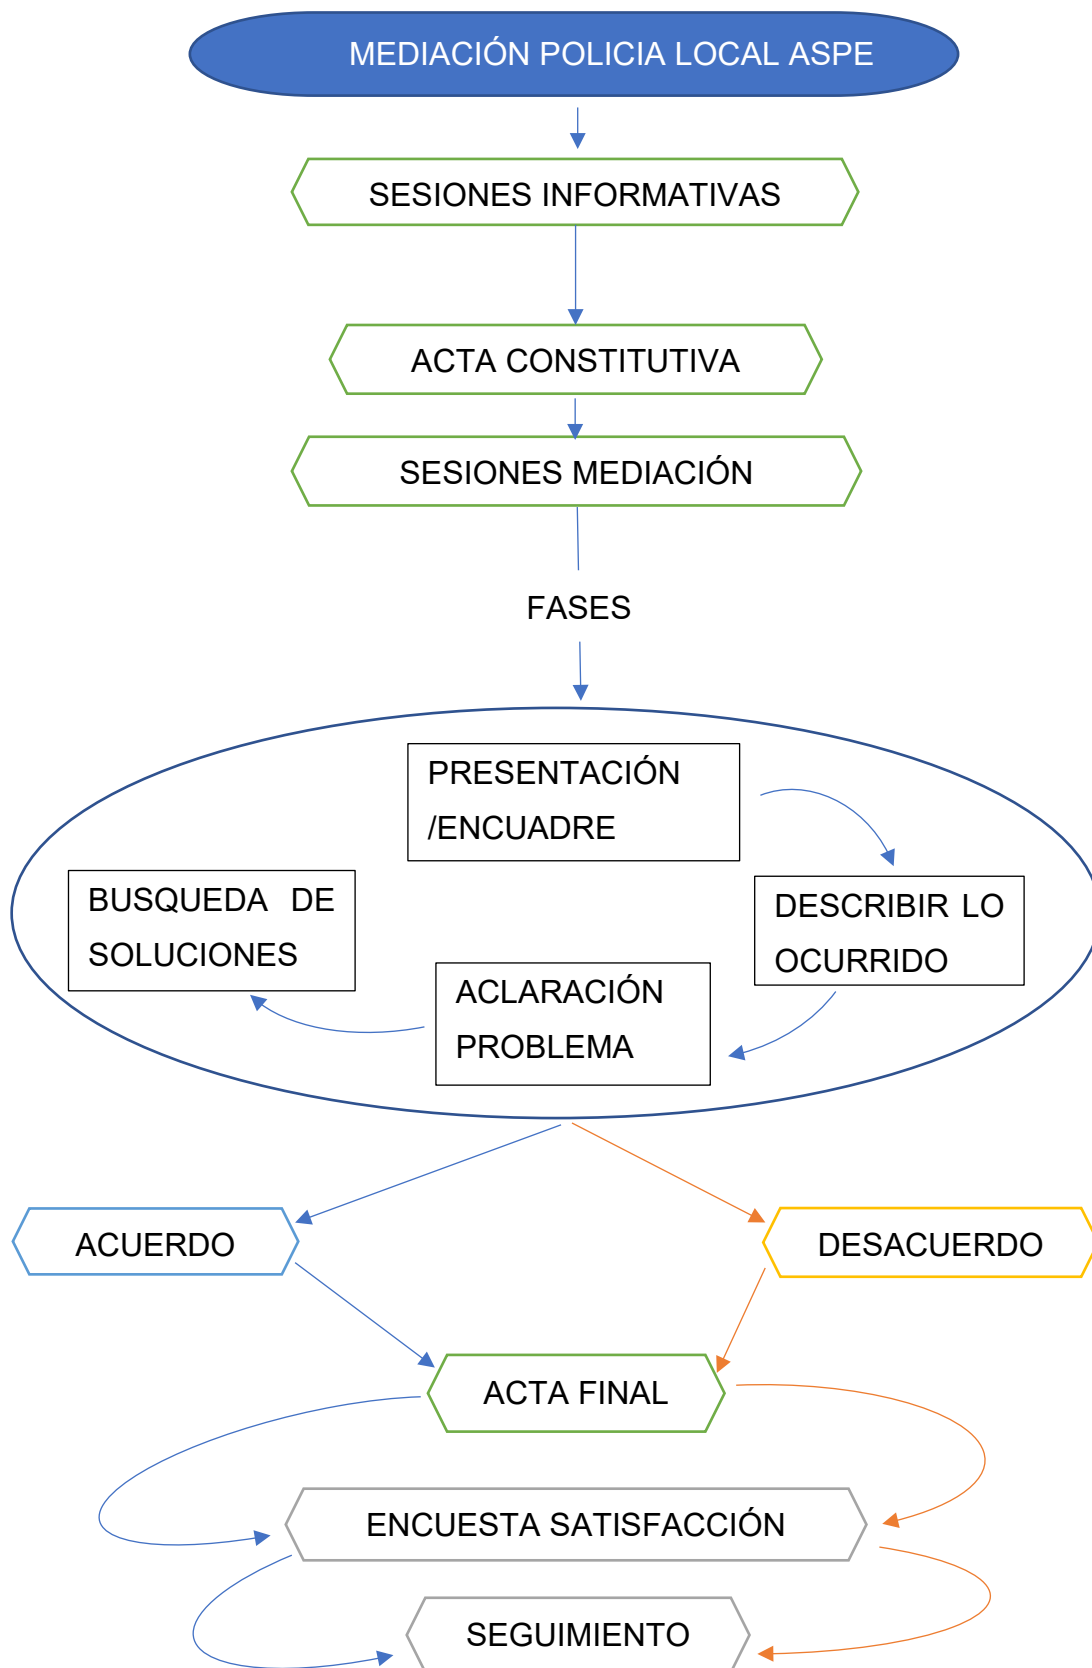 MEDIACIÓN POLICIA LOCAL ASPE
SESIONES INFORMATIVAS
ACTA CONSTITUTIVA
SESIONES MEDIACIÓN
FASES
PRESENTACIÓN
/ENCUADRE
DESCRIBIR LO
OCURRIDO
ACLARACIÓN
PROBLEMA
BUSQUEDA DE
SOLUCIONES
ACUERDO
DESACUERDO
ACTA FINAL
ENCUESTA SATISFACCIÓN
SEGUIMIENTO